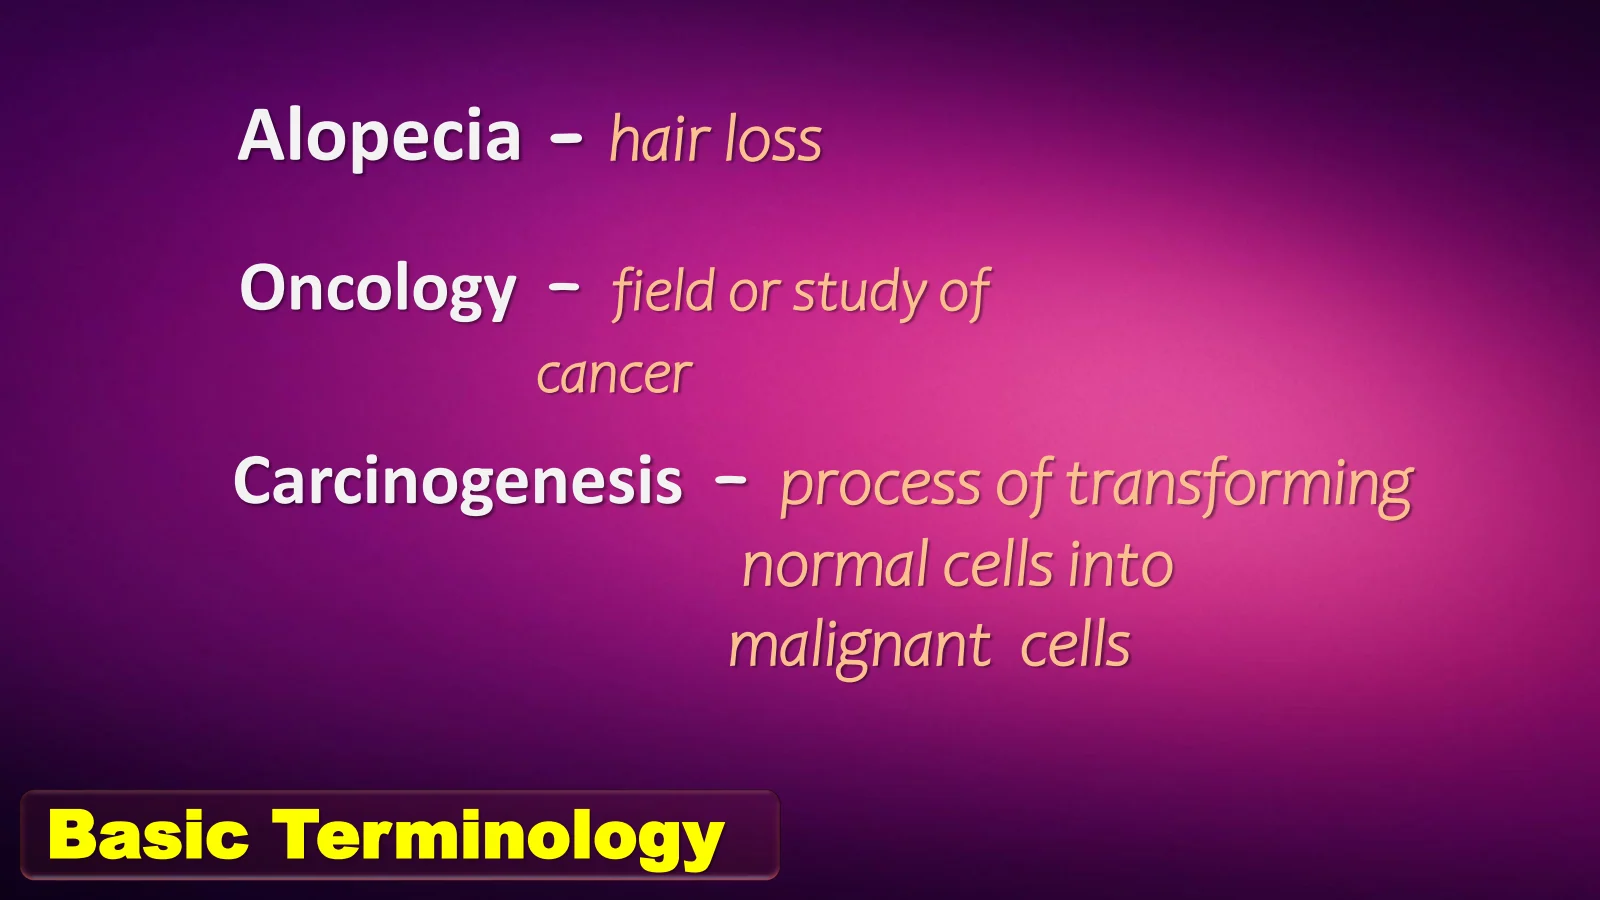 Alopecia – hair loss
Oncology – field or study of
cancer
Carcinogenesis – process of transforming
normal cells into
malignant cells
Basic Terminology